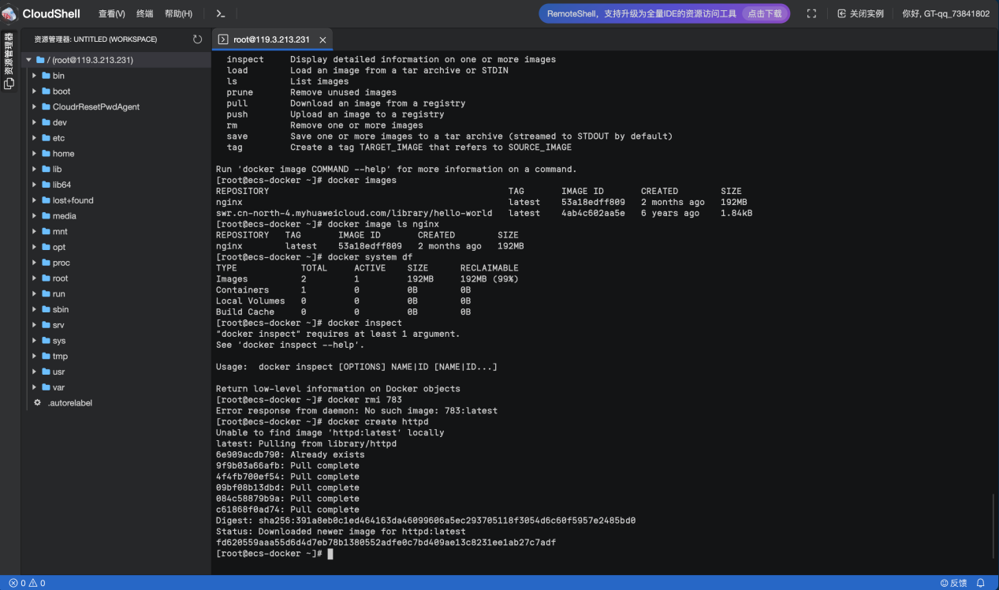 CloudShell 查看(V) 终端 帮助(H) RemoteShell，支持升级为全量IDE的资源访问工具 点击下载 关闭实例 你好, GT-qq_73841802
资源管理器
资源管理器: UNTITLED (WORKSPACE)
/ (root@119.3.213.231)
bin
boot
CloudrResetPwdAgent
dev
etc
home
lib
lib64
lost+found
media
mnt
opt
proc
root
run
sbin
srv
sys
tmp
usr
var
.autorelabel
root@119.3.213.231
inspect Display detailed information on one or more images
load Load an image from a tar archive or STDIN
ls List images
prune Remove unused images
pull Download an image from a registry
push Upload an image to a registry
rm Remove one or more images
save Save one or more images to a tar archive (streamed to STDOUT by default)
tag Create a tag TARGET_IMAGE that refers to SOURCE_IMAGE
Run 'docker image COMMAND --help' for more information on a command.
[root@ecs-docker ~]# docker images
REPOSITORY TAG IMAGE ID CREATED SIZE
nginx latest 53a18edff809 2 months ago 192MB
swr.cn-north-4.myhuaweicloud.com/library/hello-world latest 4ab4c602aa5e 6 years ago 1.84kB
[root@ecs-docker ~]# docker image ls nginx
REPOSITORY TAG IMAGE ID CREATED SIZE
nginx latest 53a18edff809 2 months ago 192MB
[root@ecs-docker ~]# docker system df
TYPE TOTAL ACTIVE SIZE RECLAIMABLE
Images 2 1 192MB 192MB (99%)
Containers 1 0 0B 0B
Local Volumes 0 0 0B 0B
Build Cache 0 0 0B 0B
[root@ecs-docker ~]# docker inspect
"docker inspect" requires at least 1 argument.
See 'docker inspect --help'.
Usage: docker inspect [OPTIONS] NAME|ID [NAME|ID...]
Return low-level information on Docker objects
[root@ecs-docker ~]# docker rmi 783
Error response from daemon: No such image: 783:latest
[root@ecs-docker ~]# docker create httpd
Unable to find image 'httpd:latest' locally
latest: Pulling from library/httpd
6e909acdb790: Already exists
9f9b03a66afb: Pull complete
4f4fb700ef54: Pull complete
09bf08b13dbd: Pull complete
084c58879b9a: Pull complete
c61868f0ad74: Pull complete
Digest: sha256:391a8eb0c1ed464163da46099606a5ec293705118f3054d6c60f5957e2485bd0
Status: Downloaded newer image for httpd:latest
fd620559aaa55d6d4d7eb78b1380552adfe0c7bd409ae13c8231ee1ab27c7adf
[root@ecs-docker ~]#
0 0 反馈